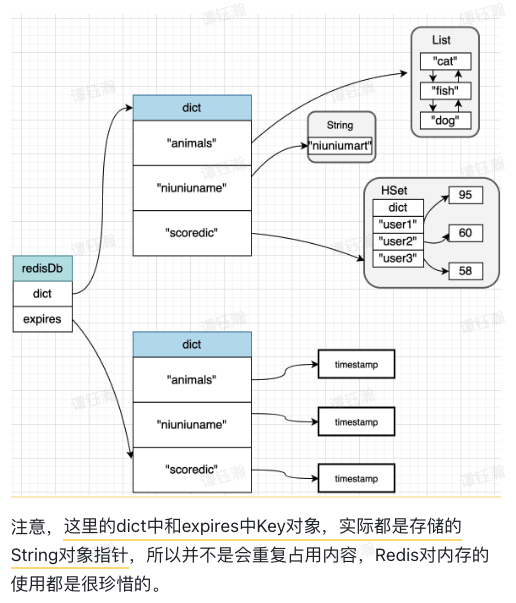 List
"cat"
"fish"
"dog"
dict
"animals"
"niuniuname"
"scoredic"
String
"niuniumart"
HSet
dict
"user1"
"user2"
"user3"
95
60
58
redisDb
dict
expires
dict
"animals"
"niuniuname"
"scoredic"
timestamp
timestamp
timestamp
注意，这里的dict中和expires中Key对象，实际都是存储的
String对象指针，所以并不是会重复占用内容，Redis对内存的
使用都是很珍惜的。
谭钰瀚